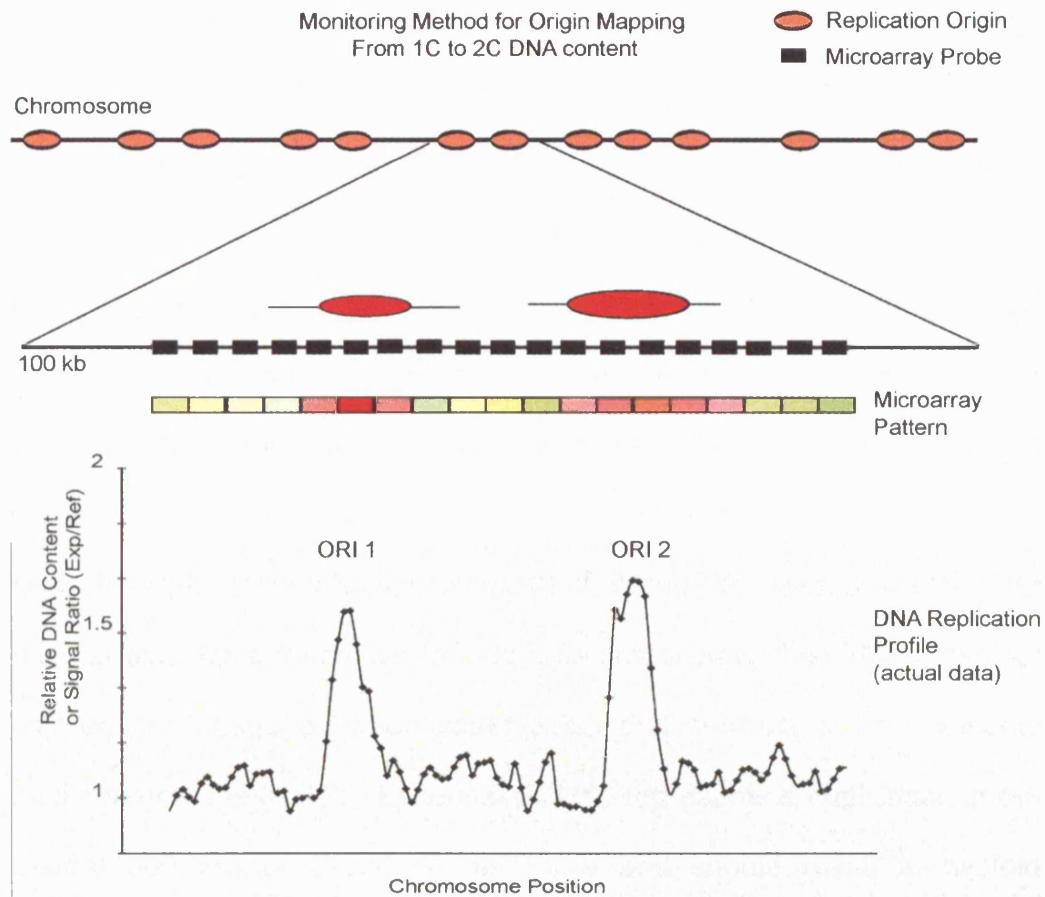 Monitoring Method for Origin Mapping
From 1C to 2C DNA content
Replication Origin
Microarray Probe
Chromosome
100 kb
Microarray
Pattern
2
1.5
1
Relative DNA Content
or Signal Ratio (Exp/Ref)
ORI 1
ORI 2
DNA Replication
Profile
(actual data)
Chromosome Position